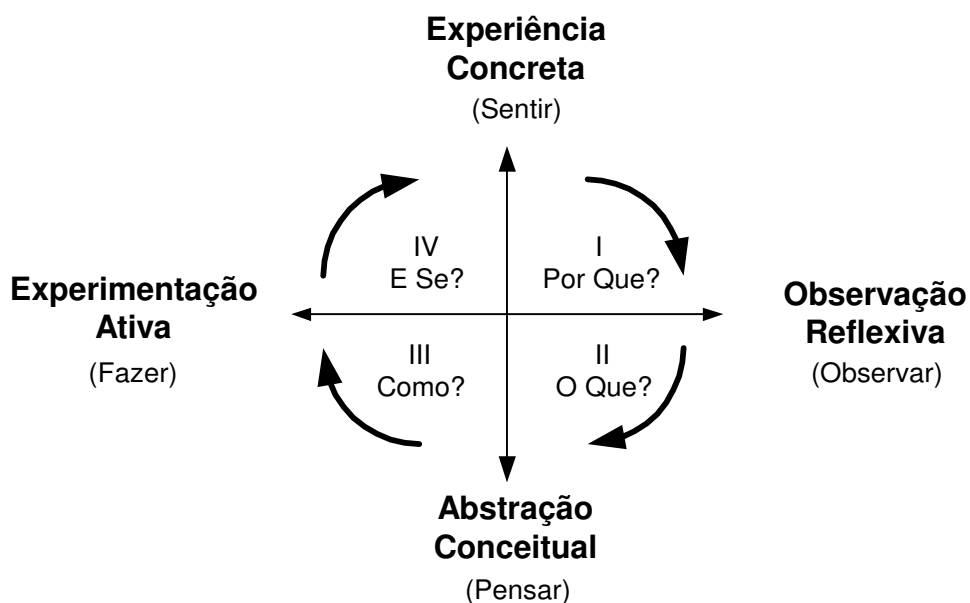 Experiência
Concreta
(Sentir)
IV
E Se?
I
Por Que?
Experimentação
Ativa
(Fazer)
Observação
Reflexiva
(Observar)
III
Como?
II
O Que?
Abstração
Conceitual
(Pensar)